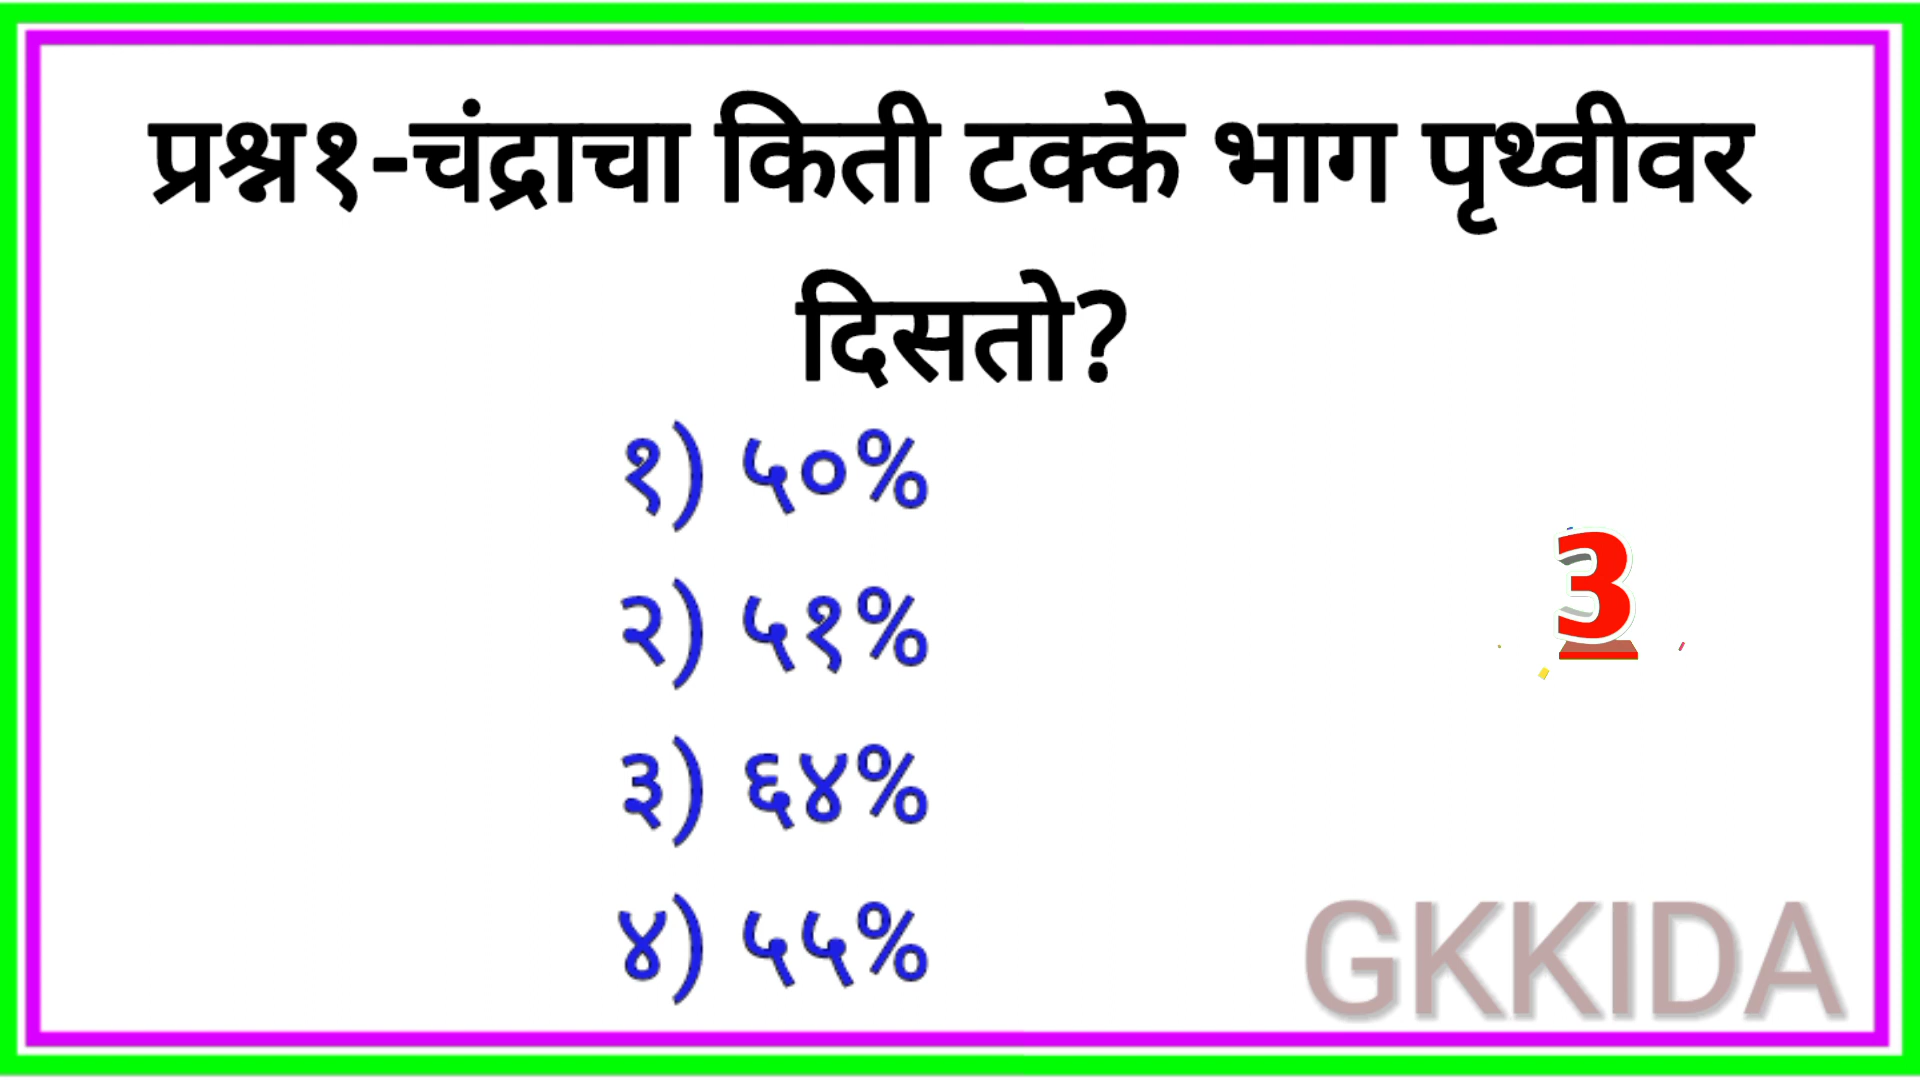 प्रश्न१-चंद्राचा किती टक्के भाग पृथ्वीवर
दिसतो?
१) ५०%
२) ५१%
३) ६४%
४) ५५%
3
GKKIDA